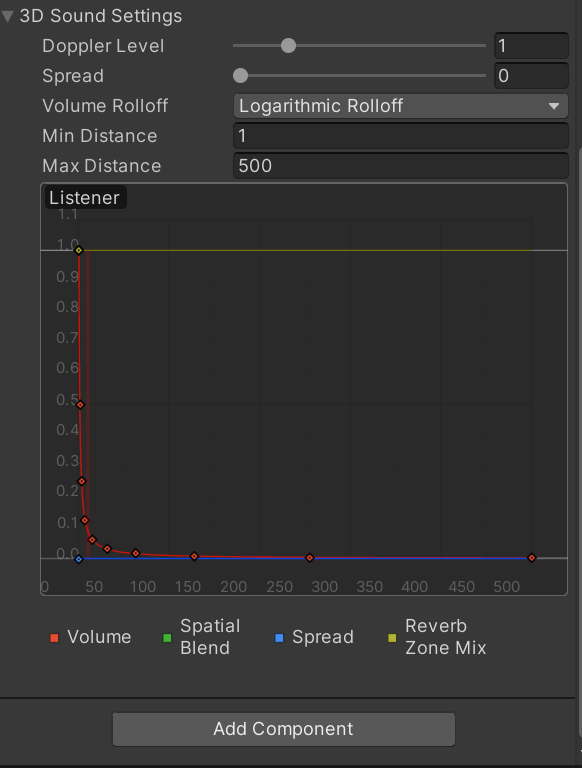 3D Sound Settings
Doppler Level 1
Spread 0
Volume Rolloff Logarithmic Rolloff
Min Distance 1
Max Distance 500
Listener
1.1
1.0
0.9
0.8
0.7
0.6
0.5
0.4
0.3
0.2
0.1
0.0
0 50 100 150 200 250 300 350 400 450 500
Volume Spatial Blend Spread Reverb Zone Mix
Add Component